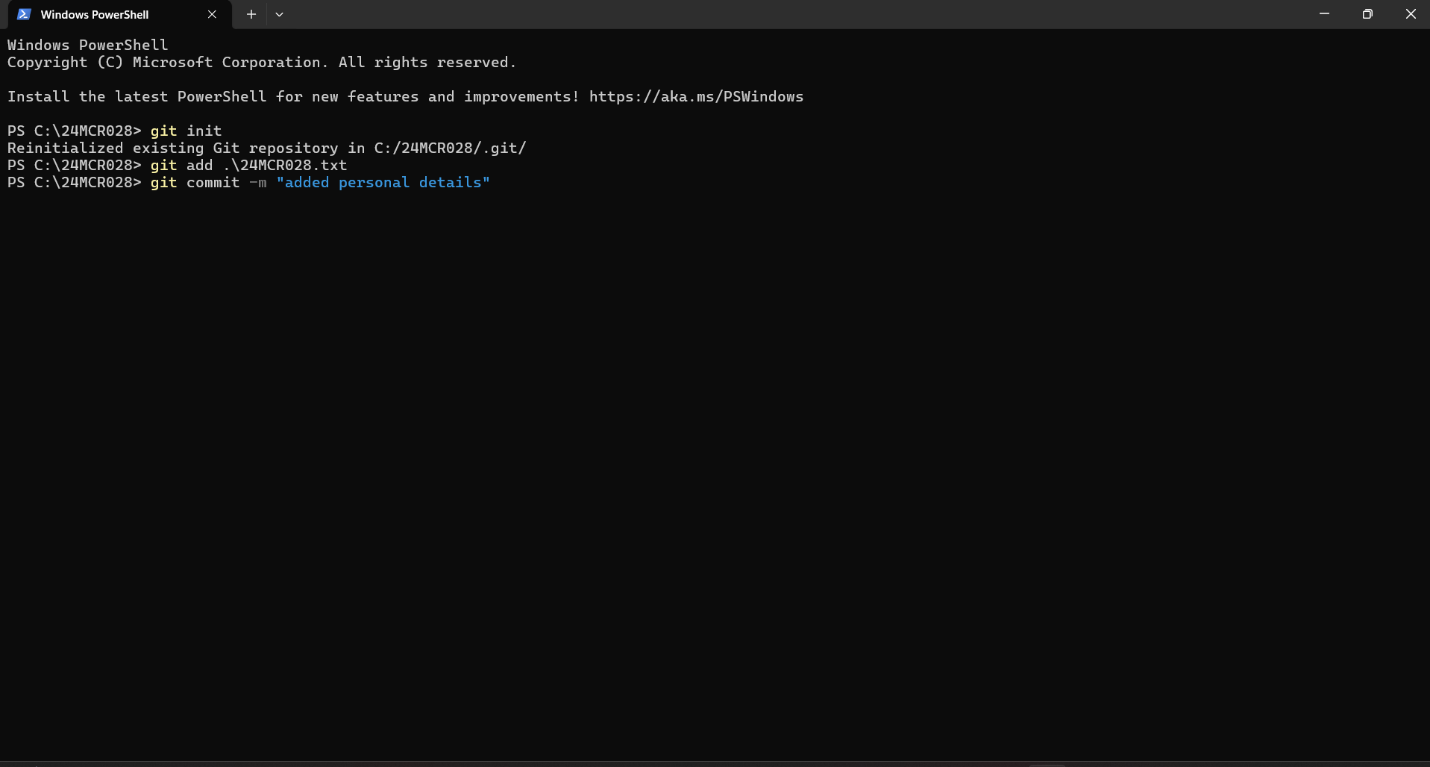 Windows PowerShell
Windows PowerShell
Copyright (C) Microsoft Corporation. All rights reserved.
Install the latest PowerShell for new features and improvements! https://aka.ms/PSWindows
PS C:\24MCR028> git init
Reinitialized existing Git repository in C:/24MCR028/.git/
PS C:\24MCR028> git add .\24MCR028.txt
PS C:\24MCR028> git commit -m "added personal details"